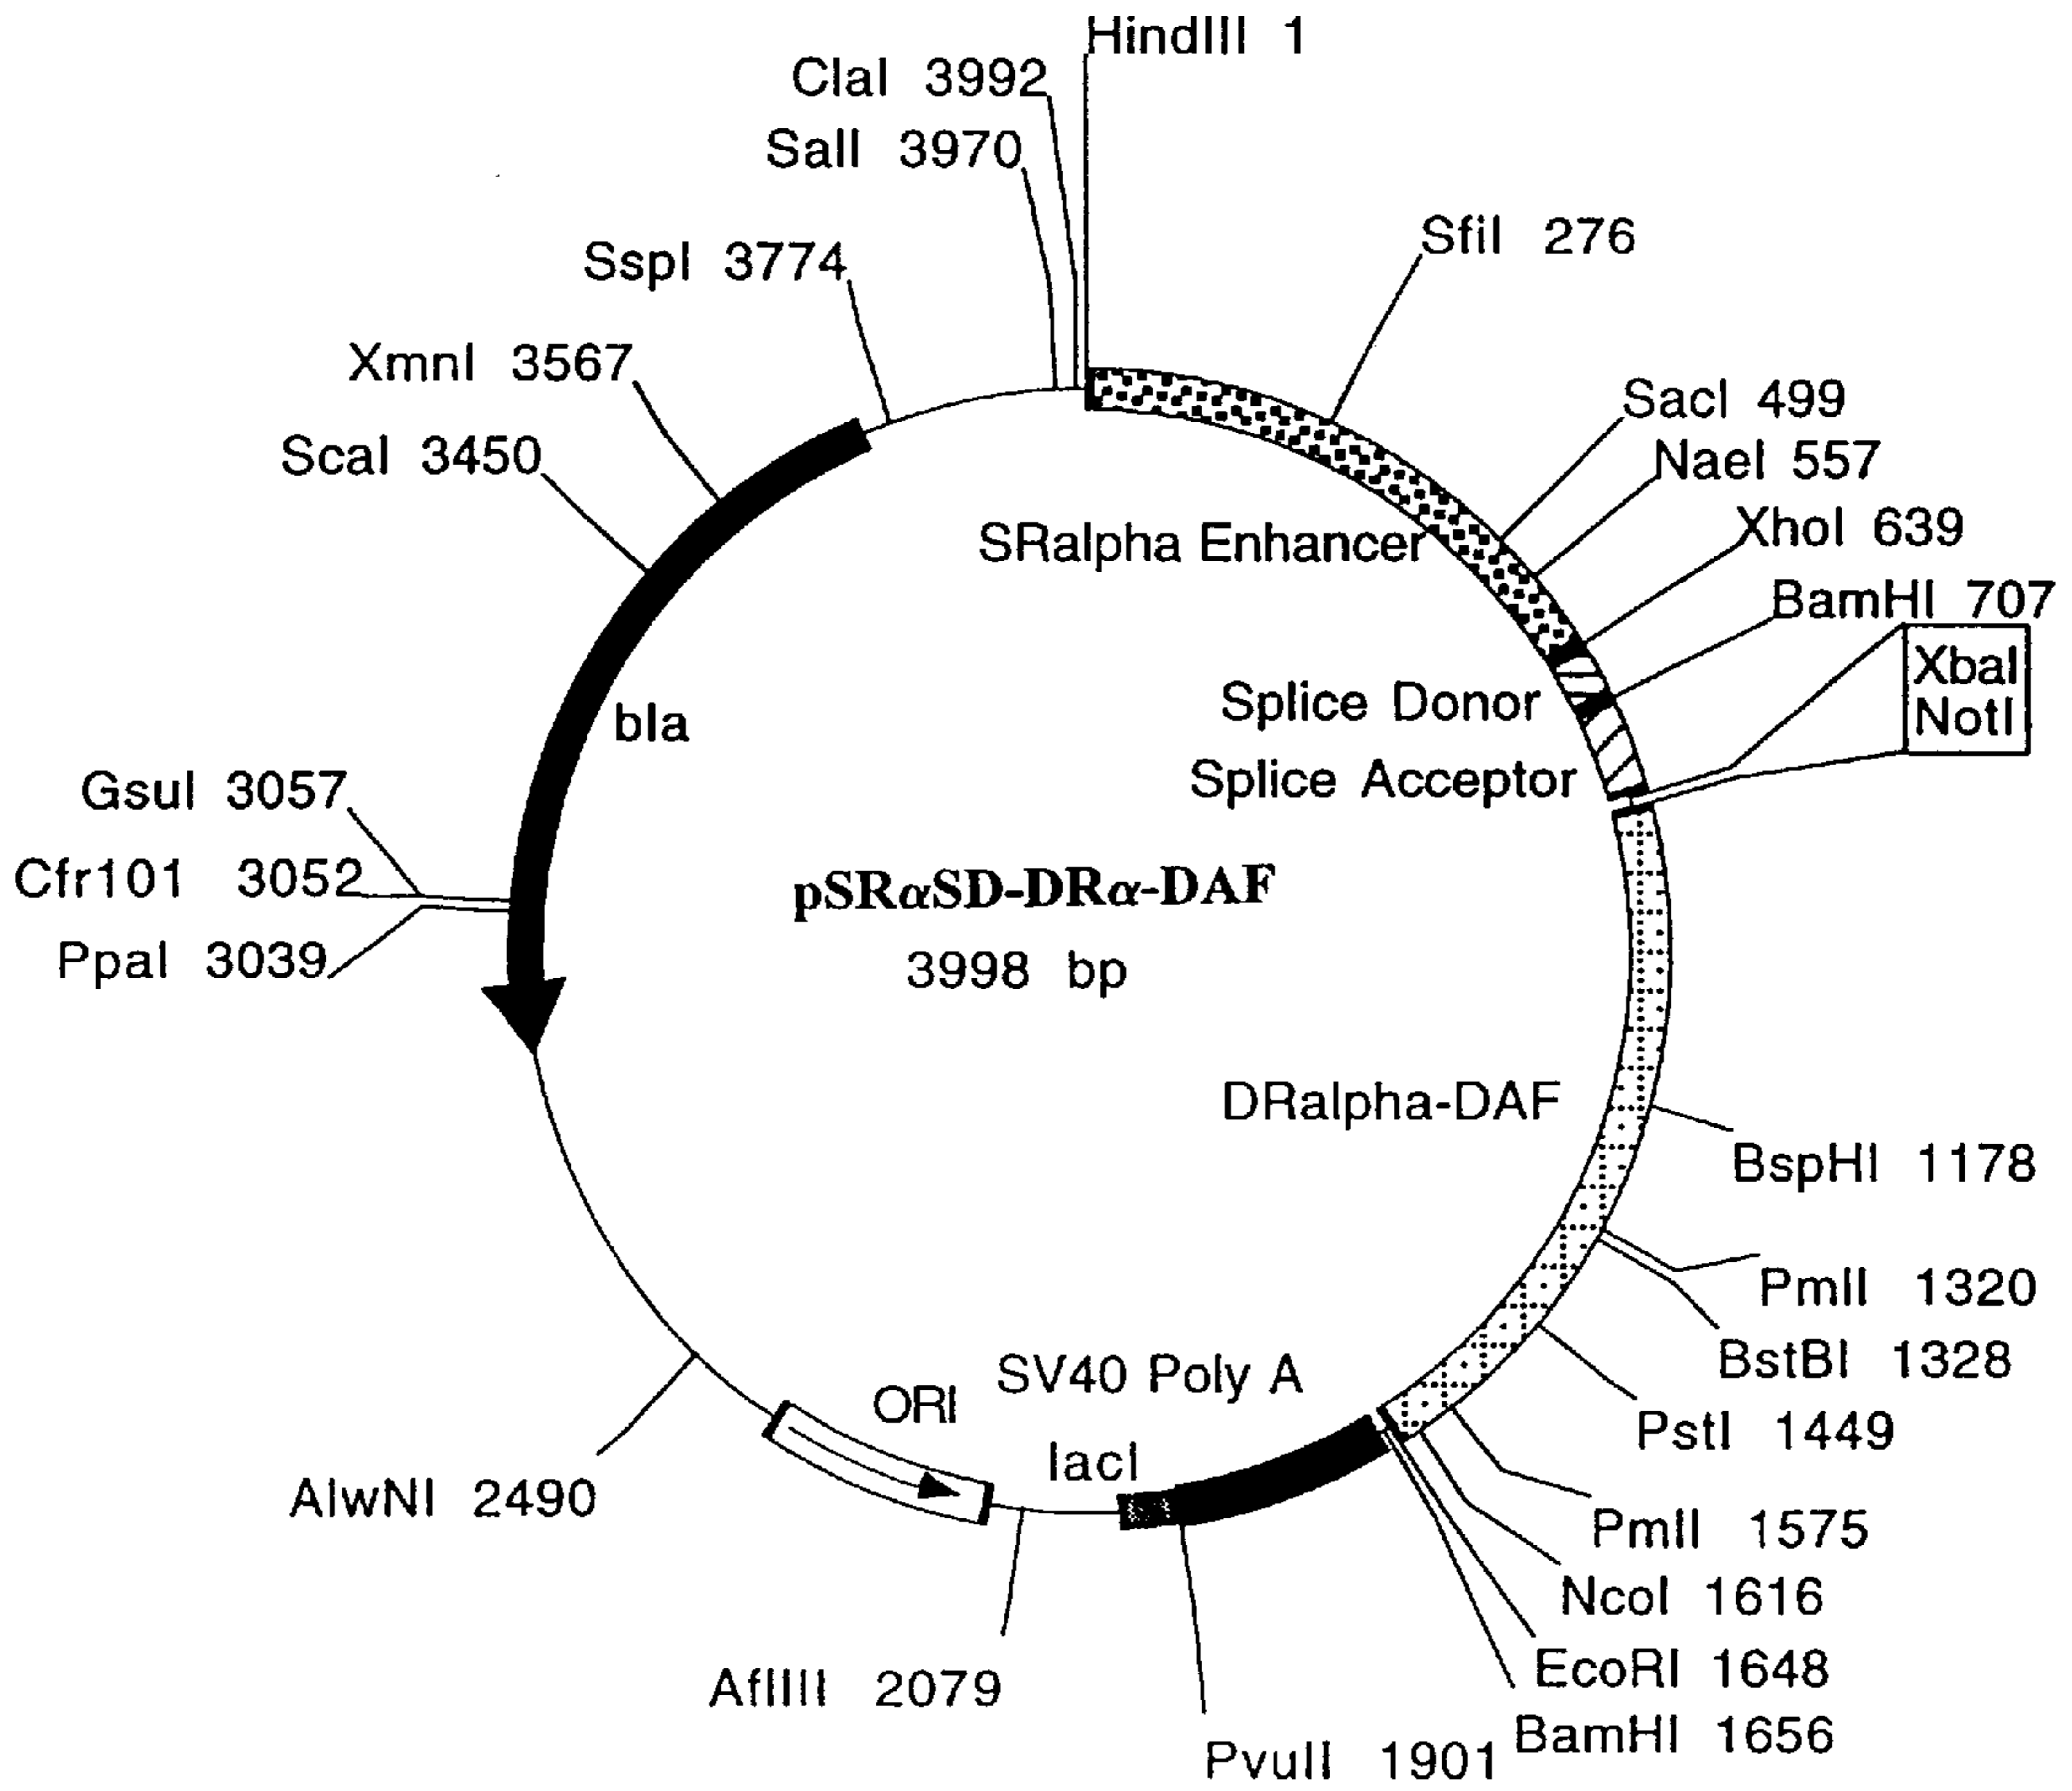 HindIII 1
ClaI 3992
SalI 3970
SfiI 276
SspI 3774
XmnI 3567
SacI 499
ScaI 3450
NaeI 557
XhoI 639
SRalpha Enhancer
BamHI 707
XbaI
NotI
Splice Donor
bla
Splice Acceptor
GsuI 3057
Cfr101 3052
pSRαSD-DRα-DAF
PpaI 3039
3998 bp
DRalpha-DAF
BspHI 1178
PmlI 1320
BstBI 1328
SV40 Poly A
ORI
PstI 1449
lacI
AlwNI 2490
PmlI 1575
NcoI 1616
EcoRI 1648
AflIII 2079
BamHI 1656
PvuII 1901